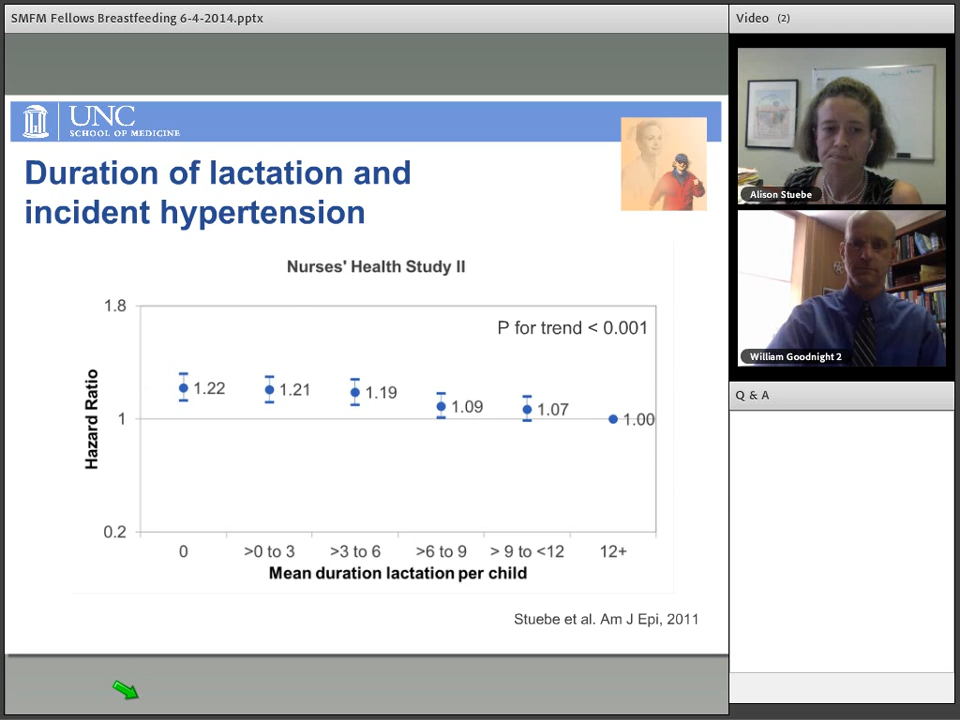 SMFM Fellows Breastfeeding 6-4-2014.pptx
UNC
SCHOOL OF MEDICINE
Duration of lactation and
incident hypertension
Nurses' Health Study II
P for trend < 0.001
Hazard Ratio
1.8
1
0.2
1.22
1.21
1.19
1.09
1.07
1.00
0
>0 to 3
>3 to 6
>6 to 9
> 9 to <12
12+
Mean duration lactation per child
Stuebe et al. Am J Epi, 2011
Video (2)
Alison Stuebe
William Goodnight 2
Q & A